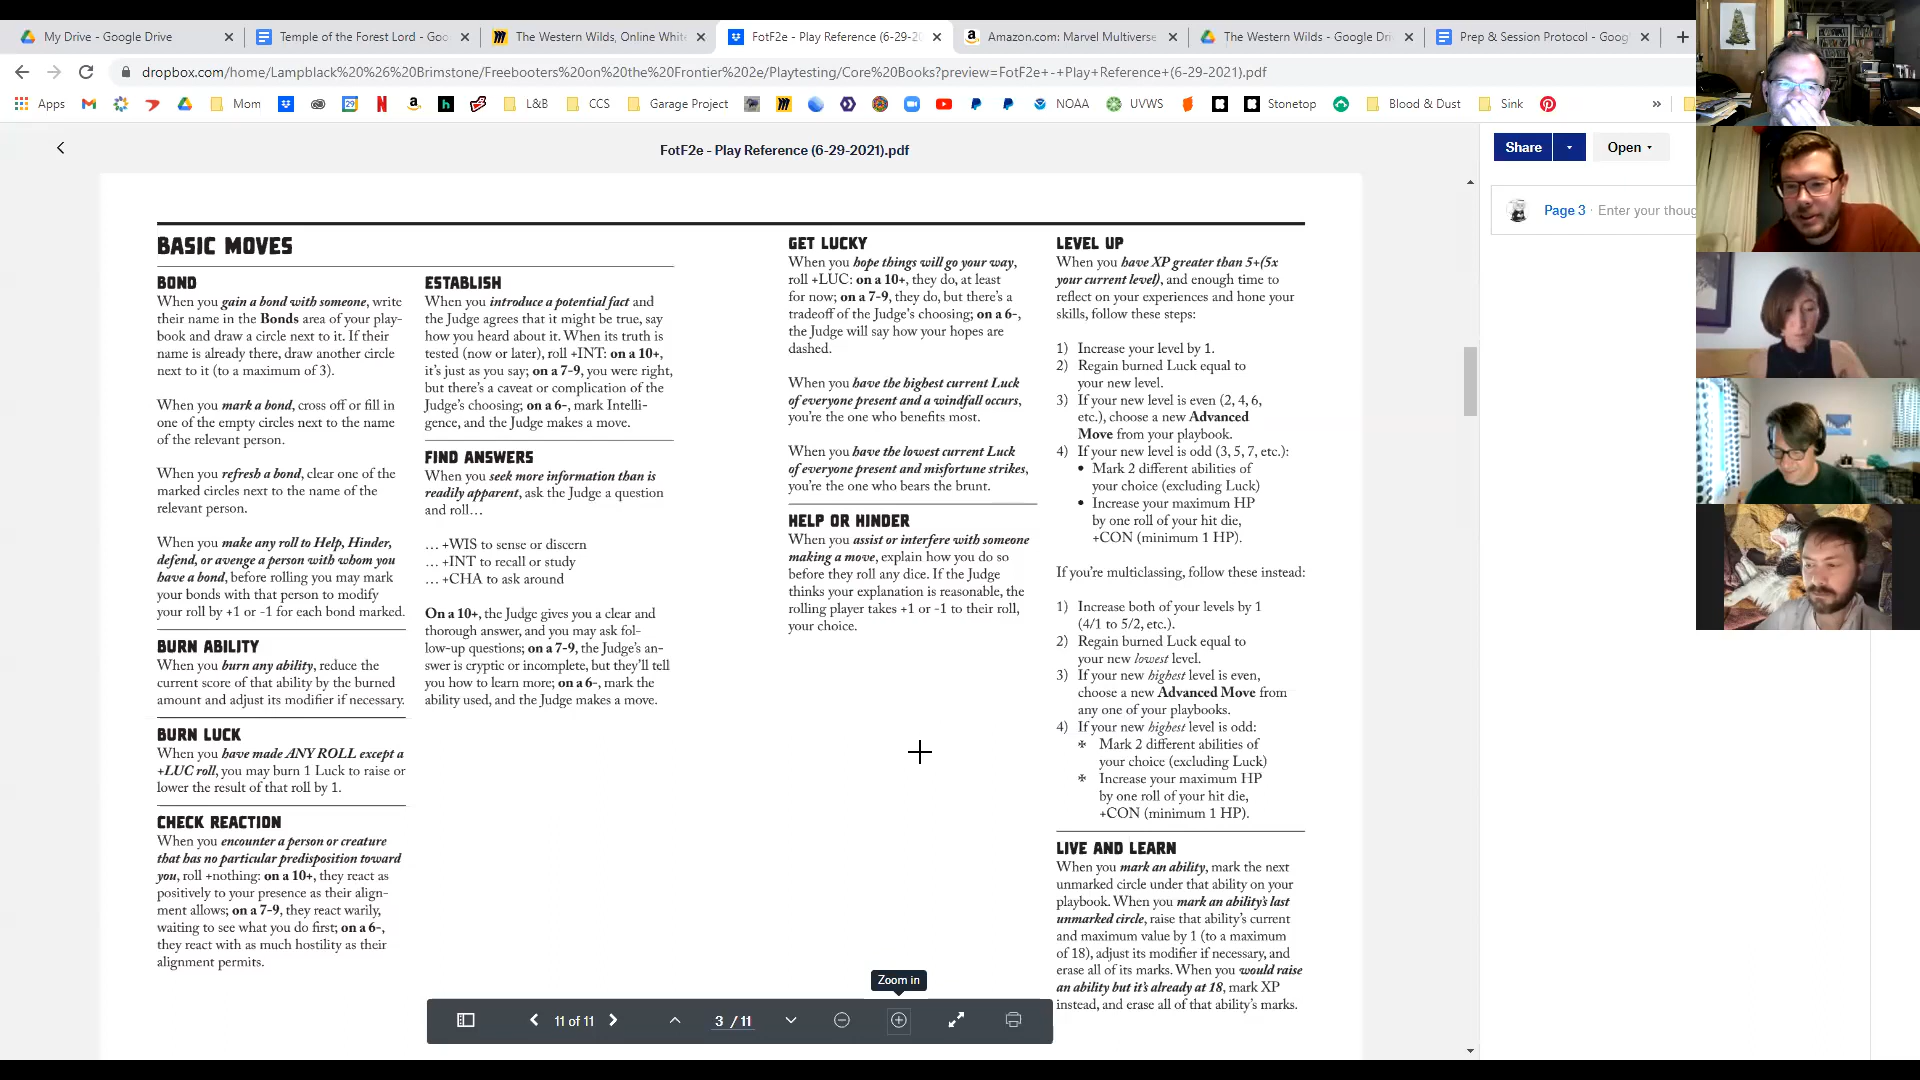 My Drive - Google Drive
Temple of the Forest Lord - Goo
The Western Wilds, Online Whit
FotF2e - Play Reference (6-29-20
Amazon.com: Marvel Multiverse
The Western Wilds - Google Dri
Prep & Session Protocol - Goog
dropbox.com/home/Lampblack%20%26%20Brimstone/Freebooters%20on%20the%20Frontier%202e/Playtesting/Core%20Books?preview=FotF2e+-+Play+Reference+(6-29-2021).pdf
Apps
Mom
L&B
CCS
Garage Project
NOAA
UVWS
Stonetop
Blood & Dust
Sink
»
FotF2e - Play Reference (6-29-2021).pdf
Share
Open
Page 3 · Enter your thoug
BASIC MOVES
BOND
When you gain a bond with someone, write
their name in the Bonds area of your play-
book and draw a circle next to it. If their
name is already there, draw another circle
next to it (to a maximum of 3).
When you mark a bond, cross off or fill in
one of the empty circles next to the name
of the relevant person.
When you refresh a bond, clear one of the
marked circles next to the name of the
relevant person.
When you make any roll to Help, Hinder,
defend, or avenge a person with whom you
have a bond, before rolling you may mark
your bonds with that person to modify
your roll by +1 or -1 for each bond marked.
BURN ABILITY
When you burn any ability, reduce the
current score of that ability by the burned
amount and adjust its modifier if necessary.
BURN LUCK
When you have made ANY ROLL except a
+LUC roll, you may burn 1 Luck to raise or
lower the result of that roll by 1.
CHECK REACTION
When you encounter a person or creature
that has no particular predisposition toward
you, roll +nothing: on a 10+, they react as
positively to your presence as their align-
ment allows; on a 7-9, they react warily,
waiting to see what you do first; on a 6-,
they react with as much hostility as their
alignment permits.
ESTABLISH
When you introduce a potential fact and
the Judge agrees that it might be true, say
how you heard about it. When its truth is
tested (now or later), roll +INT: on a 10+,
it's just as you say; on a 7-9, you were right,
but there's a caveat or complication of the
Judge's choosing; on a 6-, mark Intelli-
gence, and the Judge makes a move.
FIND ANSWERS
When you seek more information than is
readily apparent, ask the Judge a question
and roll…
… +WIS to sense or discern
… +INT to recall or study
… +CHA to ask around
On a 10+, the Judge gives you a clear and
thorough answer, and you may ask fol-
low-up questions; on a 7-9, the Judge's an-
swer is cryptic or incomplete, but they'll tell
you how to learn more; on a 6-, mark the
ability used, and the Judge makes a move.
GET LUCKY
When you hope things will go your way,
roll +LUC: on a 10+, they do, at least
for now; on a 7-9, they do, but there's a
tradeoff of the Judge's choosing; on a 6-,
the Judge will say how your hopes are
dashed.
When you have the highest current Luck
of everyone present and a windfall occurs,
you're the one who benefits most.
When you have the lowest current Luck
of everyone present and misfortune strikes,
you're the one who bears the brunt.
HELP OR HINDER
When you assist or interfere with someone
making a move, explain how you do so
before they roll any dice. If the Judge
thinks your explanation is reasonable, the
rolling player takes +1 or -1 to their roll,
your choice.
LEVEL UP
When you have XP greater than 5+(5x
your current level), and enough time to
reflect on your experiences and hone your
skills, follow these steps:
1) Increase your level by 1.
2) Regain burned Luck equal to
your new level.
3) If your new level is even (2, 4, 6,
etc.), choose a new Advanced
Move from your playbook.
4) If your new level is odd (3, 5, 7, etc.):
• Mark 2 different abilities of
your choice (excluding Luck)
• Increase your maximum HP
by one roll of your hit die,
+CON (minimum 1 HP).
If you're multiclassing, follow these instead:
1) Increase both of your levels by 1
(4/1 to 5/2, etc.).
2) Regain burned Luck equal to
your new lowest level.
3) If your new highest level is even,
choose a new Advanced Move from
any one of your playbooks.
4) If your new highest level is odd:
✠ Mark 2 different abilities of
your choice (excluding Luck)
✠ Increase your maximum HP
by one roll of your hit die,
+CON (minimum 1 HP).
LIVE AND LEARN
When you mark an ability, mark the next
unmarked circle under that ability on your
playbook. When you mark an ability's last
unmarked circle, raise that ability's current
and maximum value by 1 (to a maximum
of 18), adjust its modifier if necessary, and
erase all of its marks. When you would raise
an ability but it's already at 18, mark XP
instead, and erase all of that ability's marks.
Zoom in
11 of 11
3 / 11